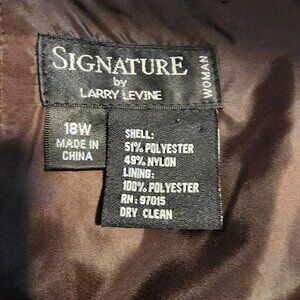 SIGNATURE
by
LARRY LEVINE
WOMAN
18W
MADE IN
CHINA
SHELL:
51% POLYESTER
49% NYLON
LINING:
100% POLYESTER
RN: 97015
DRY CLEAN